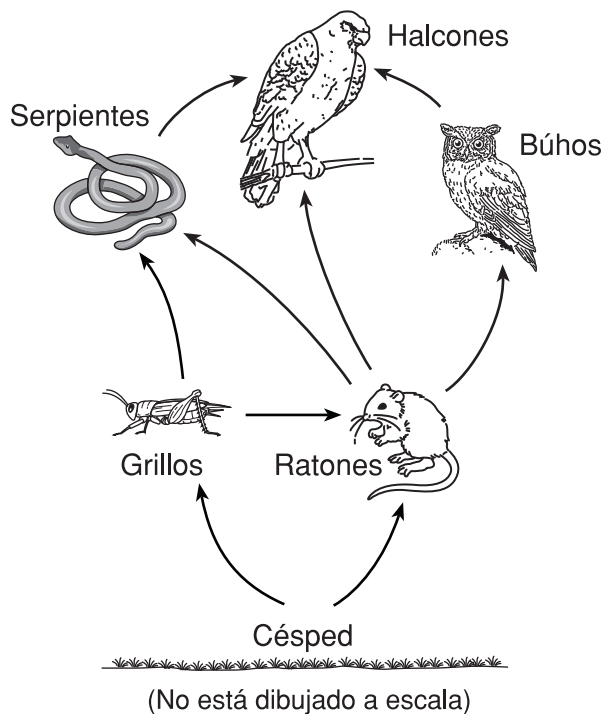 Halcones
Serpientes
Búhos
Grillos
Ratones
Césped
(No está dibujado a escala)